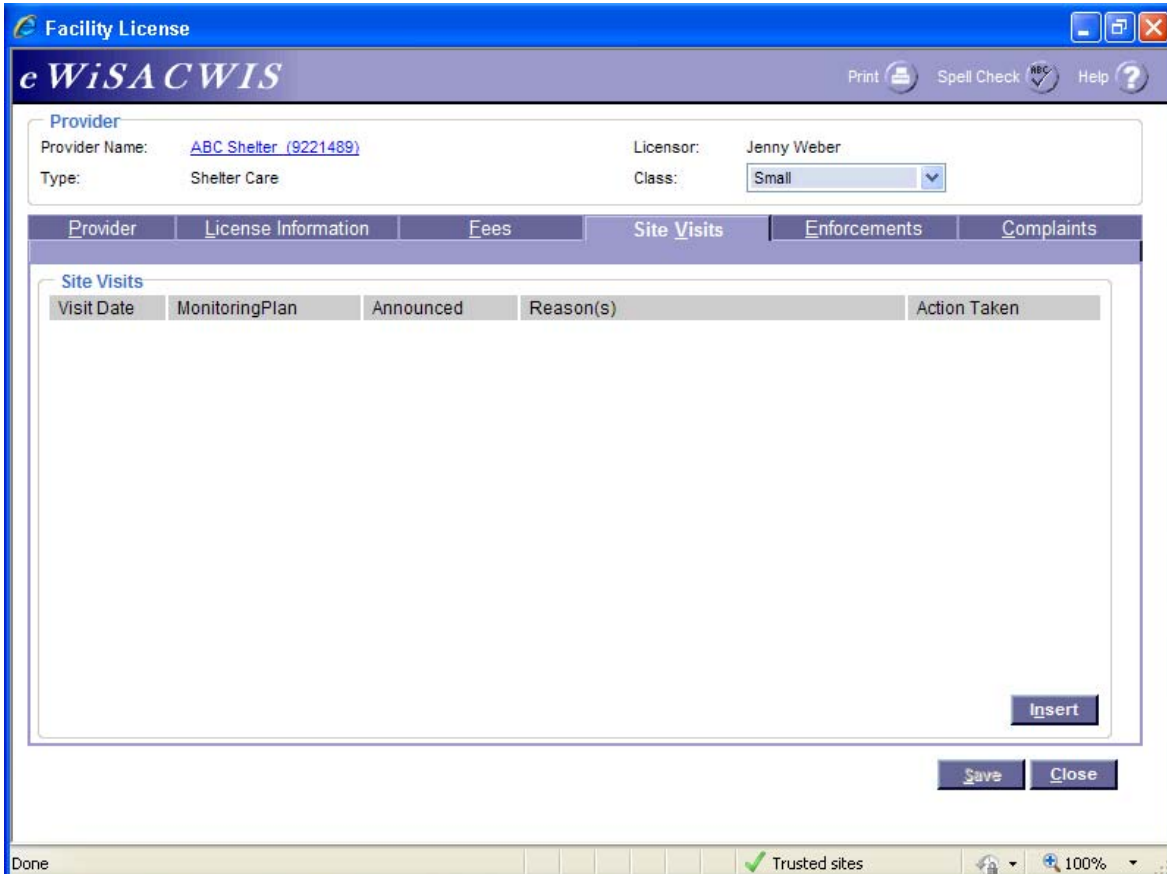 Facility License
e WiSACWIS Print Spell Check ABC Help ?
Provider
Provider Name: ABC Shelter (9221489) Licensor: Jenny Weber
Type: Shelter Care Class: Small
Provider License Information Fees Site Visits Enforcements Complaints
Site Visits
Visit Date MonitoringPlan Announced Reason(s) Action Taken
Insert
Save Close
Done Trusted sites 100%